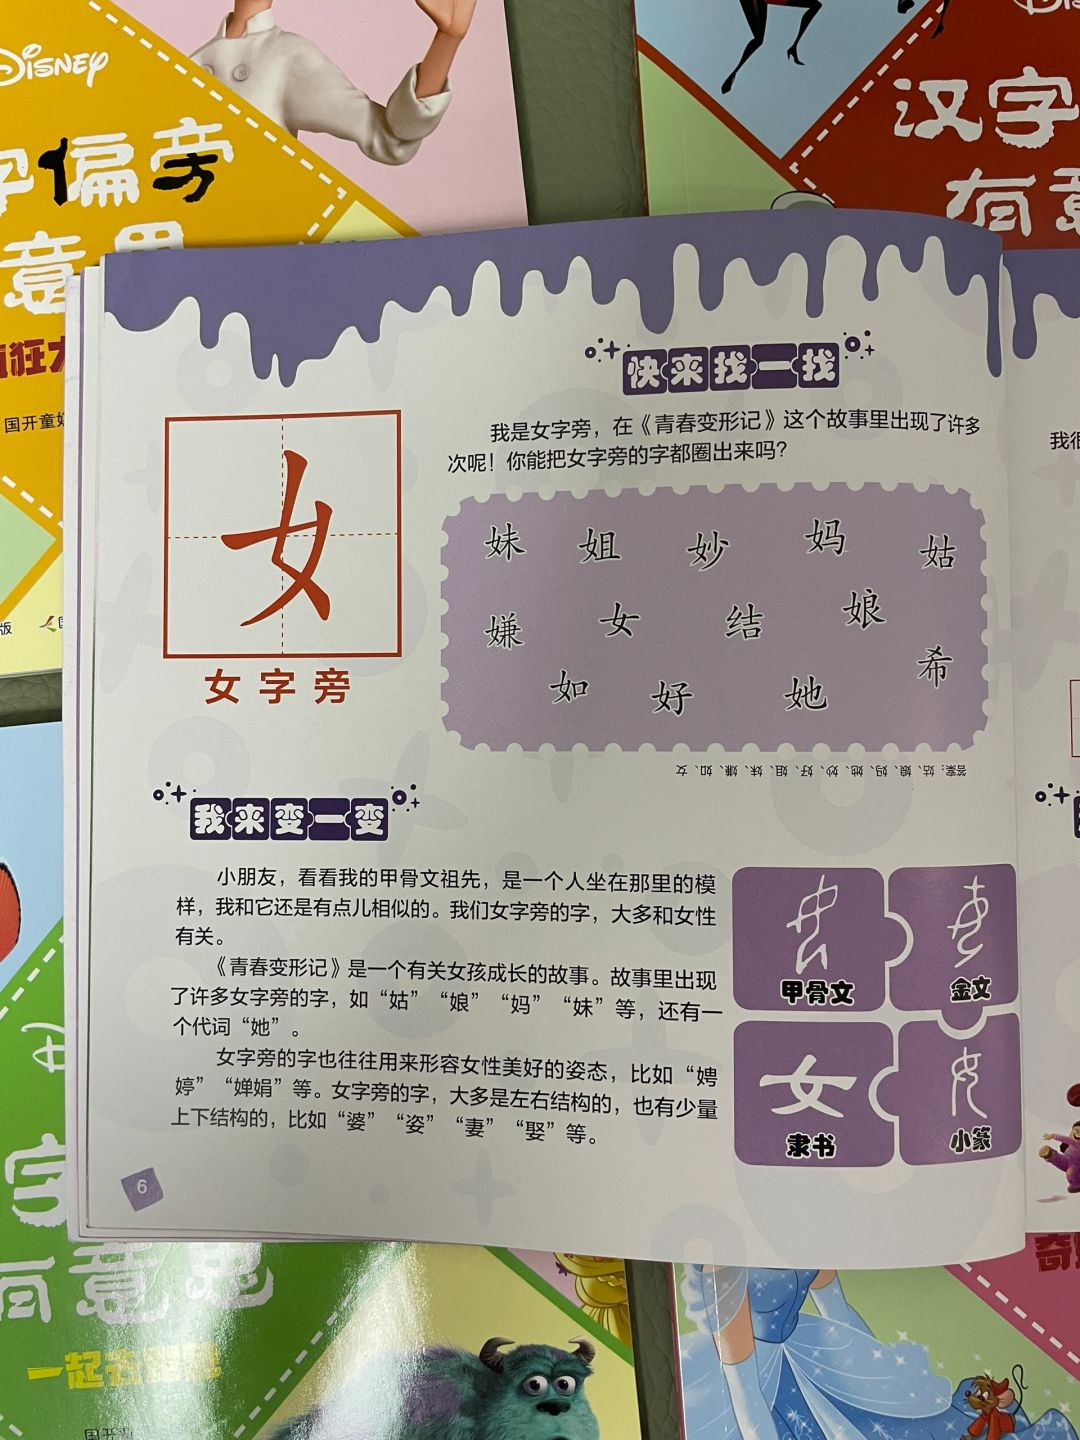 DISNEY
字偏旁
有意思
国开童媒
汉字
有意
快来找一找
我是女字旁，在《青春变形记》这个故事里出现了许多
次呢！你能把女字旁的字都圈出来吗？
妹 姐 妙 妈 姑
嫌 女 结 娘
如 好 她 希
答案：姑、娘、妈、她、妙、好、姐、妹、嫌、如、女
女
女字旁
我来变一变
小朋友，看看我的甲骨文祖先，是一个人坐在那里的模
样，我和它还是有点儿相似的。我们女字旁的字，大多和女性
有关。
《青春变形记》是一个有关女孩成长的故事。故事里出现
了许多女字旁的字，如“姑”“娘”“妈”“妹”等，还有一
个代词“她”。
女字旁的字也往往用来形容女性美好的姿态，比如“娉
婷”“婵娟”等。女字旁的字，大多是左右结构的，也有少量
上下结构的，比如“婆”“姿”“妻”“娶”等。
甲骨文
金文
女
隶书
小篆
6
我很
字
有意思
一起去
国开童